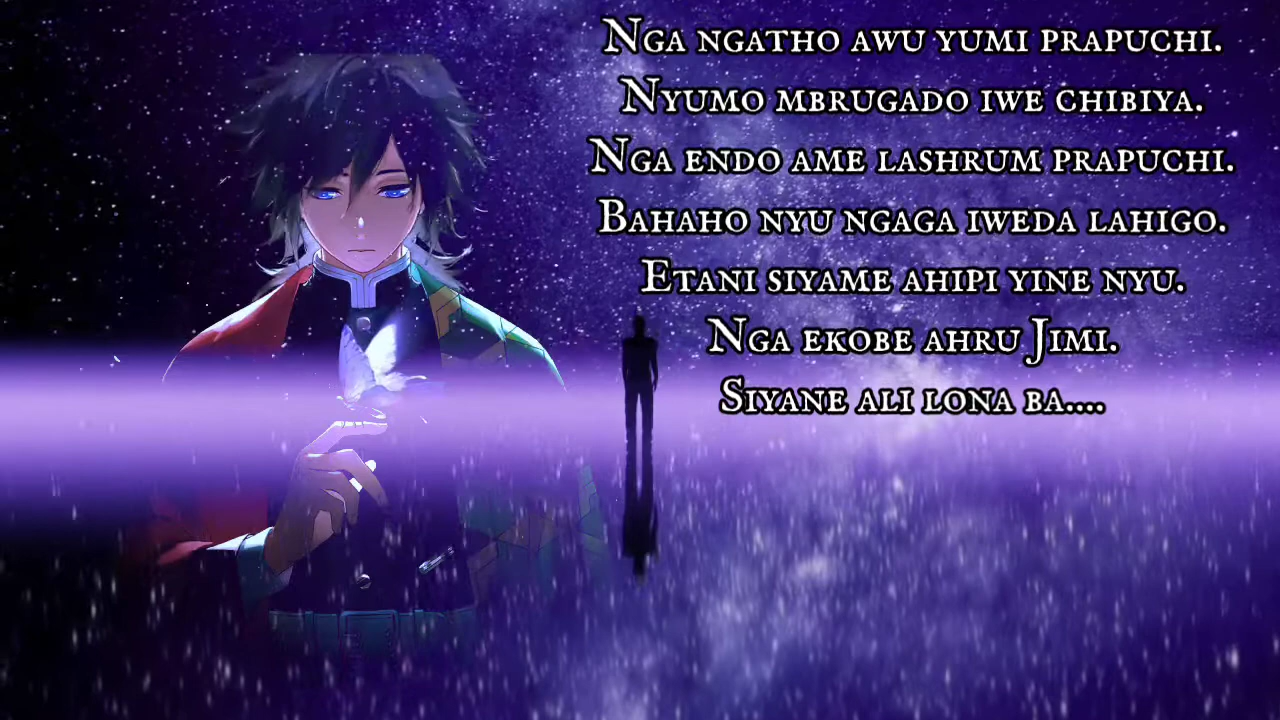 Nga ngatho awu yumi prapuchi.
Nyumo mbrugado iwe chibiya.
Nga endo ame lashrum prapuchi.
Bahaho nyu ngaga iweda lahigo.
Etani siyame ahipi yine nyu.
Nga ekobe ahru Jimi.
Siyane ali lona ba....